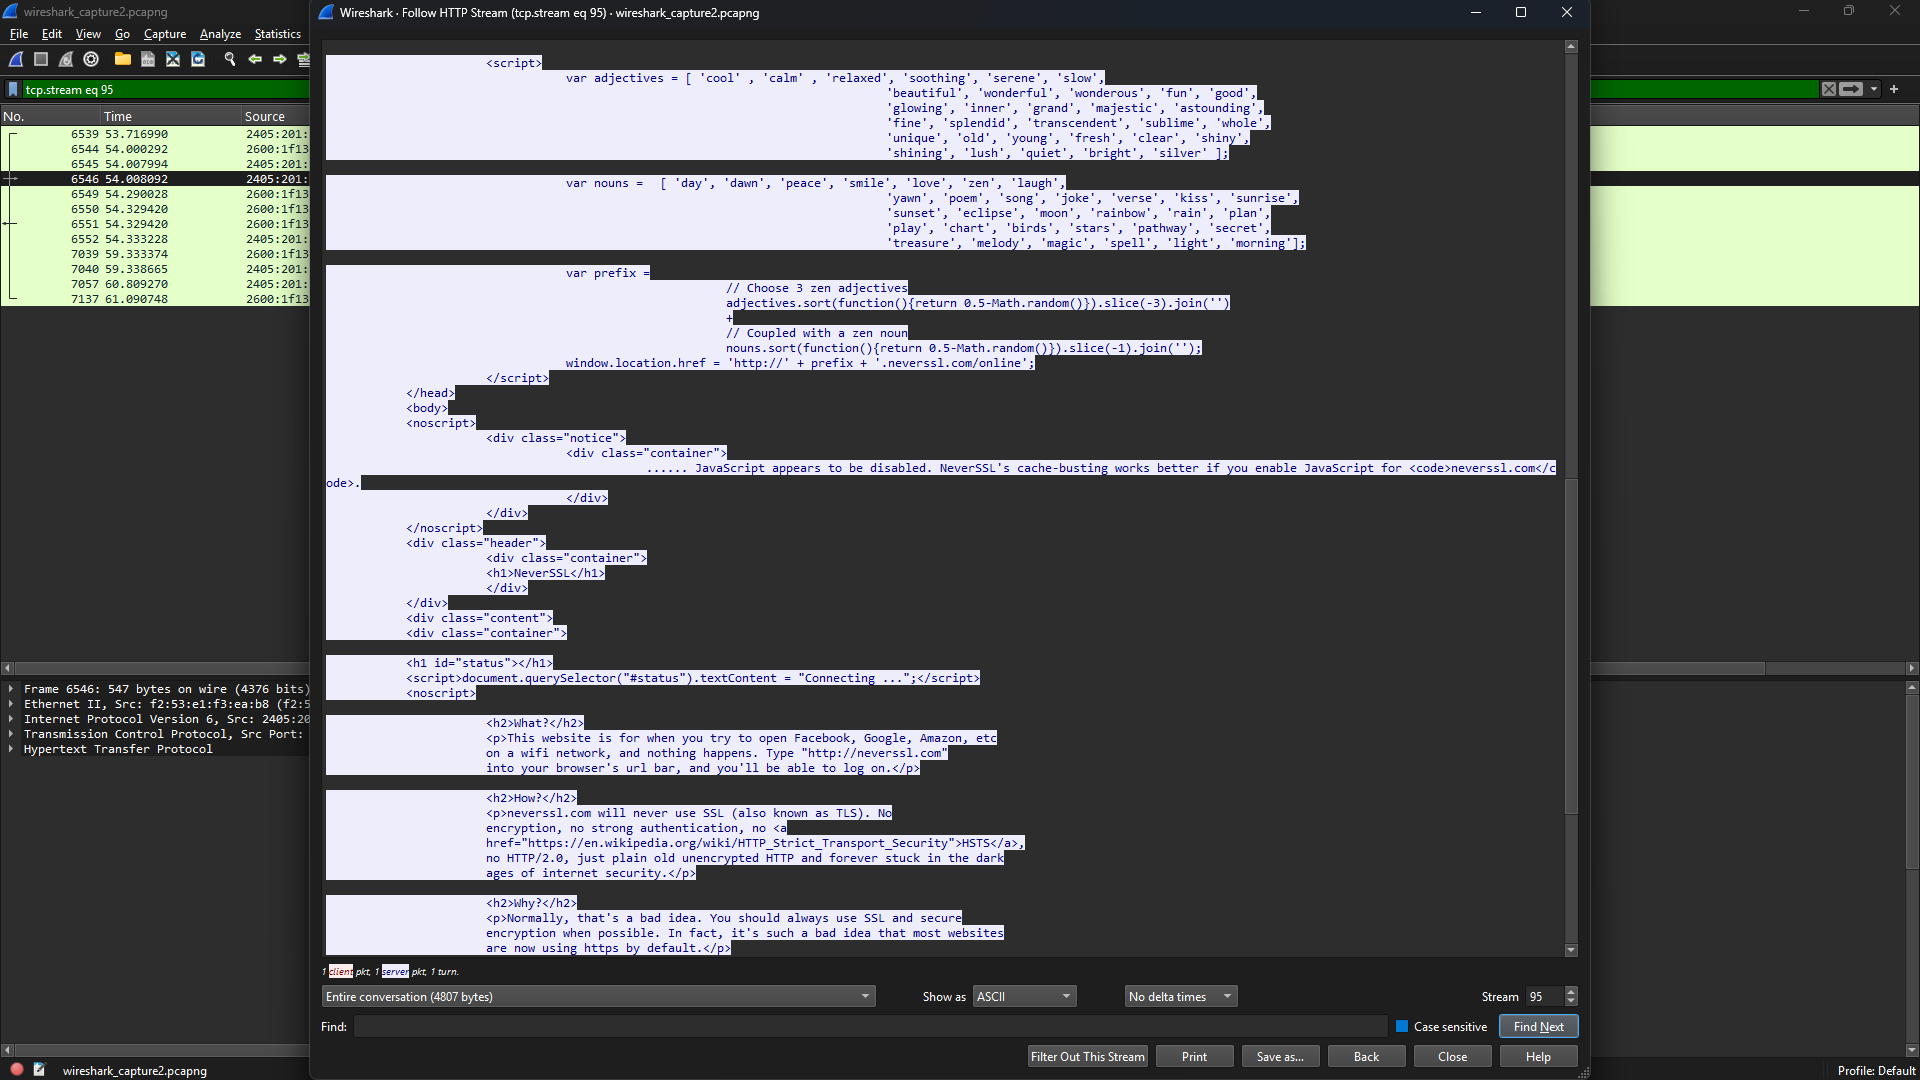 wireshark_capture2.pcapng
Wireshark · Follow HTTP Stream (tcp.stream eq 95) · wireshark_capture2.pcapng
File Edit View Go Capture Analyze Statistics
tcp.stream eq 95
No. Time Source
6539 53.716990 2405:201:
6544 54.000292 2600:1f13
6545 54.007994 2405:201:
6546 54.008092 2405:201:
6549 54.290028 2600:1f13
6550 54.329420 2600:1f13
6551 54.329420 2600:1f13
6552 54.333228 2405:201:
7039 59.333374 2600:1f13
7040 59.338665 2405:201:
7057 60.809270 2405:201:
7137 61.090748 2600:1f13
Frame 6546: 547 bytes on wire (4376 bits)
Ethernet II, Src: f2:53:e1:f3:ea:b8 (f2:5
Internet Protocol Version 6, Src: 2405:20
Transmission Control Protocol, Src Port:
Hypertext Transfer Protocol
<script>
var adjectives = [ 'cool' , 'calm' , 'relaxed', 'soothing', 'serene', 'slow',
'beautiful', 'wonderful', 'wonderous', 'fun', 'good',
'glowing', 'inner', 'grand', 'majestic', 'astounding',
'fine', 'splendid', 'transcendent', 'sublime', 'whole',
'unique', 'old', 'young', 'fresh', 'clear', 'shiny',
'shining', 'lush', 'quiet', 'bright', 'silver' ];
var nouns = [ 'day', 'dawn', 'peace', 'smile', 'love', 'zen', 'laugh',
'yawn', 'poem', 'song', 'joke', 'verse', 'kiss', 'sunrise',
'sunset', 'eclipse', 'moon', 'rainbow', 'rain', 'plan',
'play', 'chart', 'birds', 'stars', 'pathway', 'secret',
'treasure', 'melody', 'magic', 'spell', 'light', 'morning'];
var prefix =
// Choose 3 zen adjectives
adjectives.sort(function(){return 0.5-Math.random()}).slice(-3).join('')
+
// Coupled with a zen noun
nouns.sort(function(){return 0.5-Math.random()}).slice(-1).join('');
window.location.href = 'http://' + prefix + '.neverssl.com/online';
</script>
</head>
<body>
<noscript>
<div class="notice">
<div class="container">
...... JavaScript appears to be disabled. NeverSSL's cache-busting works better if you enable JavaScript for <code>neverssl.com</c
ode>.
</div>
</div>
</noscript>
<div class="header">
<div class="container">
<h1>NeverSSL</h1>
</div>
</div>
<div class="content">
<div class="container">
<h1 id="status"></h1>
<script>document.querySelector("#status").textContent = "Connecting ...";</script>
<noscript>
<h2>What?</h2>
<p>This website is for when you try to open Facebook, Google, Amazon, etc
on a wifi network, and nothing happens. Type "http://neverssl.com"
into your browser's url bar, and you'll be able to log on.</p>
<h2>How?</h2>
<p>neverssl.com will never use SSL (also known as TLS). No
encryption, no strong authentication, no <a
href="https://en.wikipedia.org/wiki/HTTP_Strict_Transport_Security">HSTS</a>,
no HTTP/2.0, just plain old unencrypted HTTP and forever stuck in the dark
ages of internet security.</p>
<h2>Why?</h2>
<p>Normally, that's a bad idea. You should always use SSL and secure
encryption when possible. In fact, it's such a bad idea that most websites
are now using https by default.</p>
1 client pkt, 1 server pkt, 1 turn.
Entire conversation (4807 bytes) Show as ASCII No delta times Stream 95
Find: Case sensitive Find Next
Filter Out This Stream Print Save as... Back Close Help
wireshark_capture2.pcapng Profile: Default